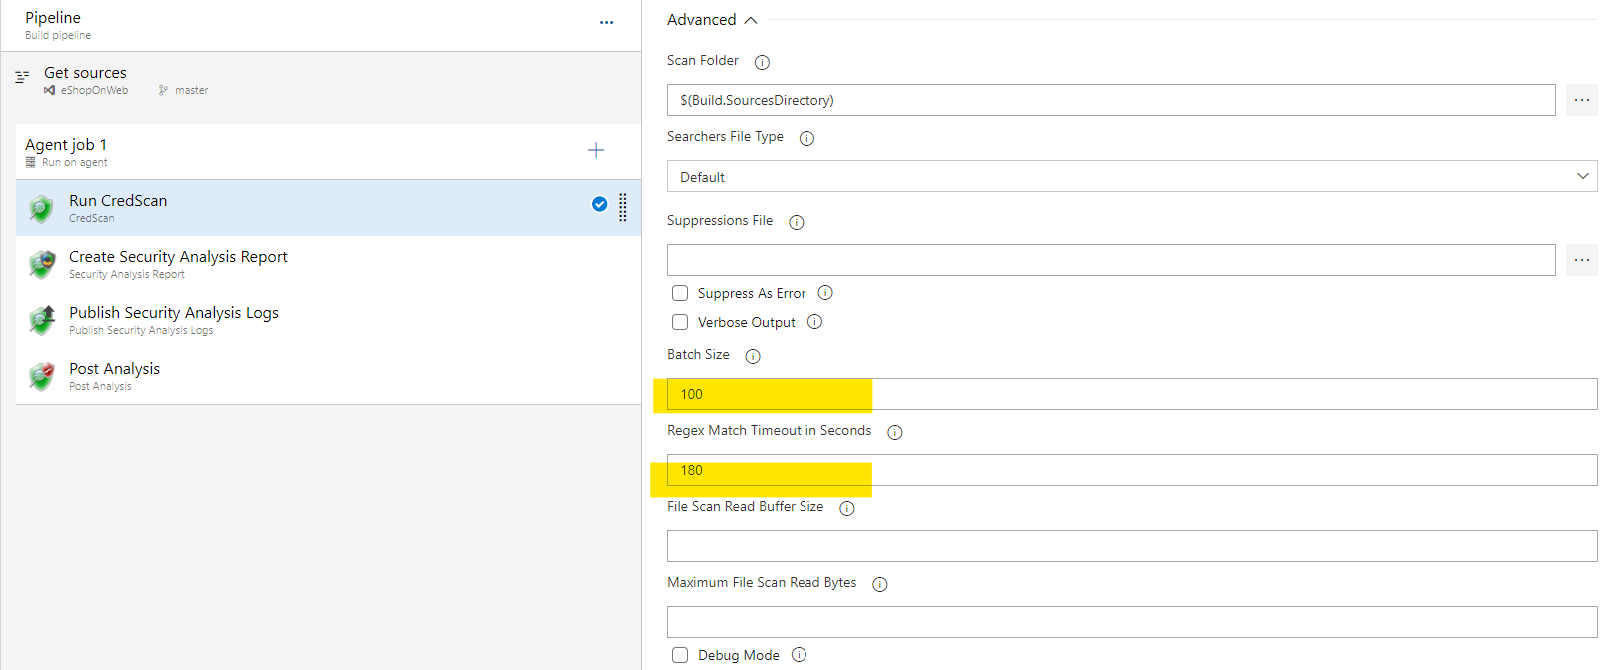 Pipeline
Build pipeline
...
Get sources
eShopOnWeb master
Agent job 1
Run on agent
Run CredScan
CredScan
Create Security Analysis Report
Security Analysis Report
Publish Security Analysis Logs
Publish Security Analysis Logs
Post Analysis
Post Analysis
Advanced
Scan Folder
$(Build.SourcesDirectory)
...
Searchers File Type
Default
Suppressions File
...
Suppress As Error
Verbose Output
Batch Size
100
Regex Match Timeout in Seconds
180
File Scan Read Buffer Size
Maximum File Scan Read Bytes
Debug Mode